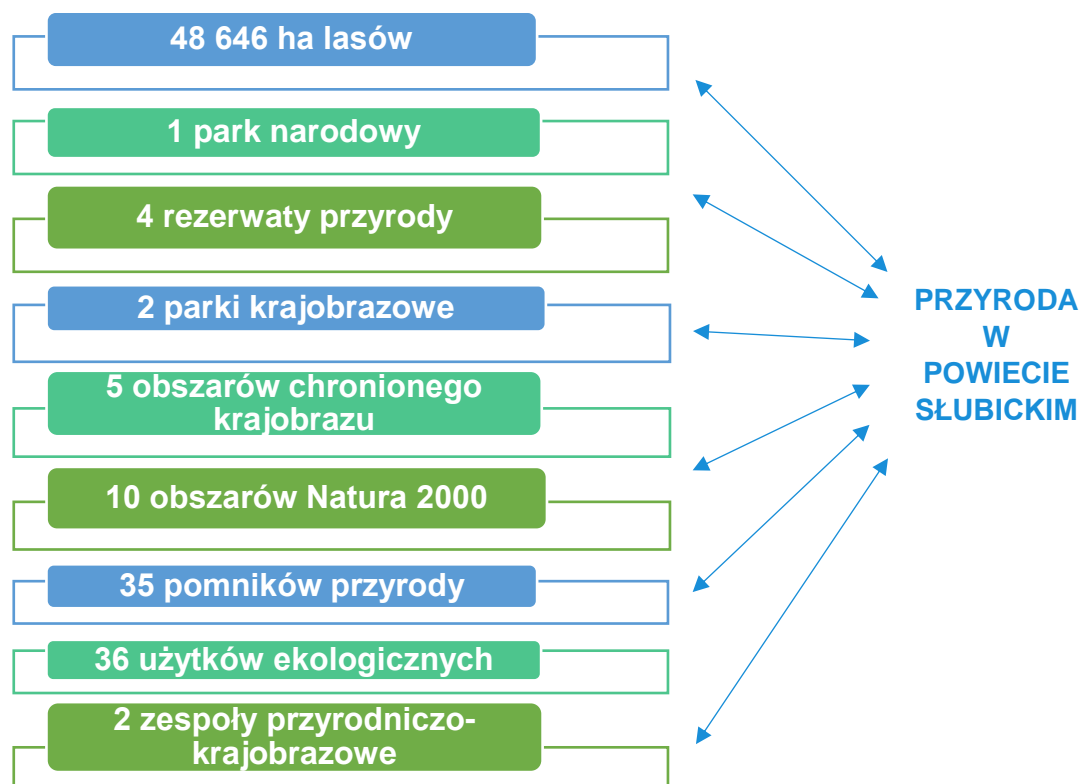 48 646 ha lasów
1 park narodowy
4 rezerwaty przyrody
2 parki krajobrazowe
5 obszarów chronionego
krajobrazu
10 obszarów Natura 2000
35 pomników przyrody
36 użytków ekologicznych
2 zespoły przyrodniczo-
krajobrazowe
PRZYRODA
W
POWIECIE
SŁUBICKIM